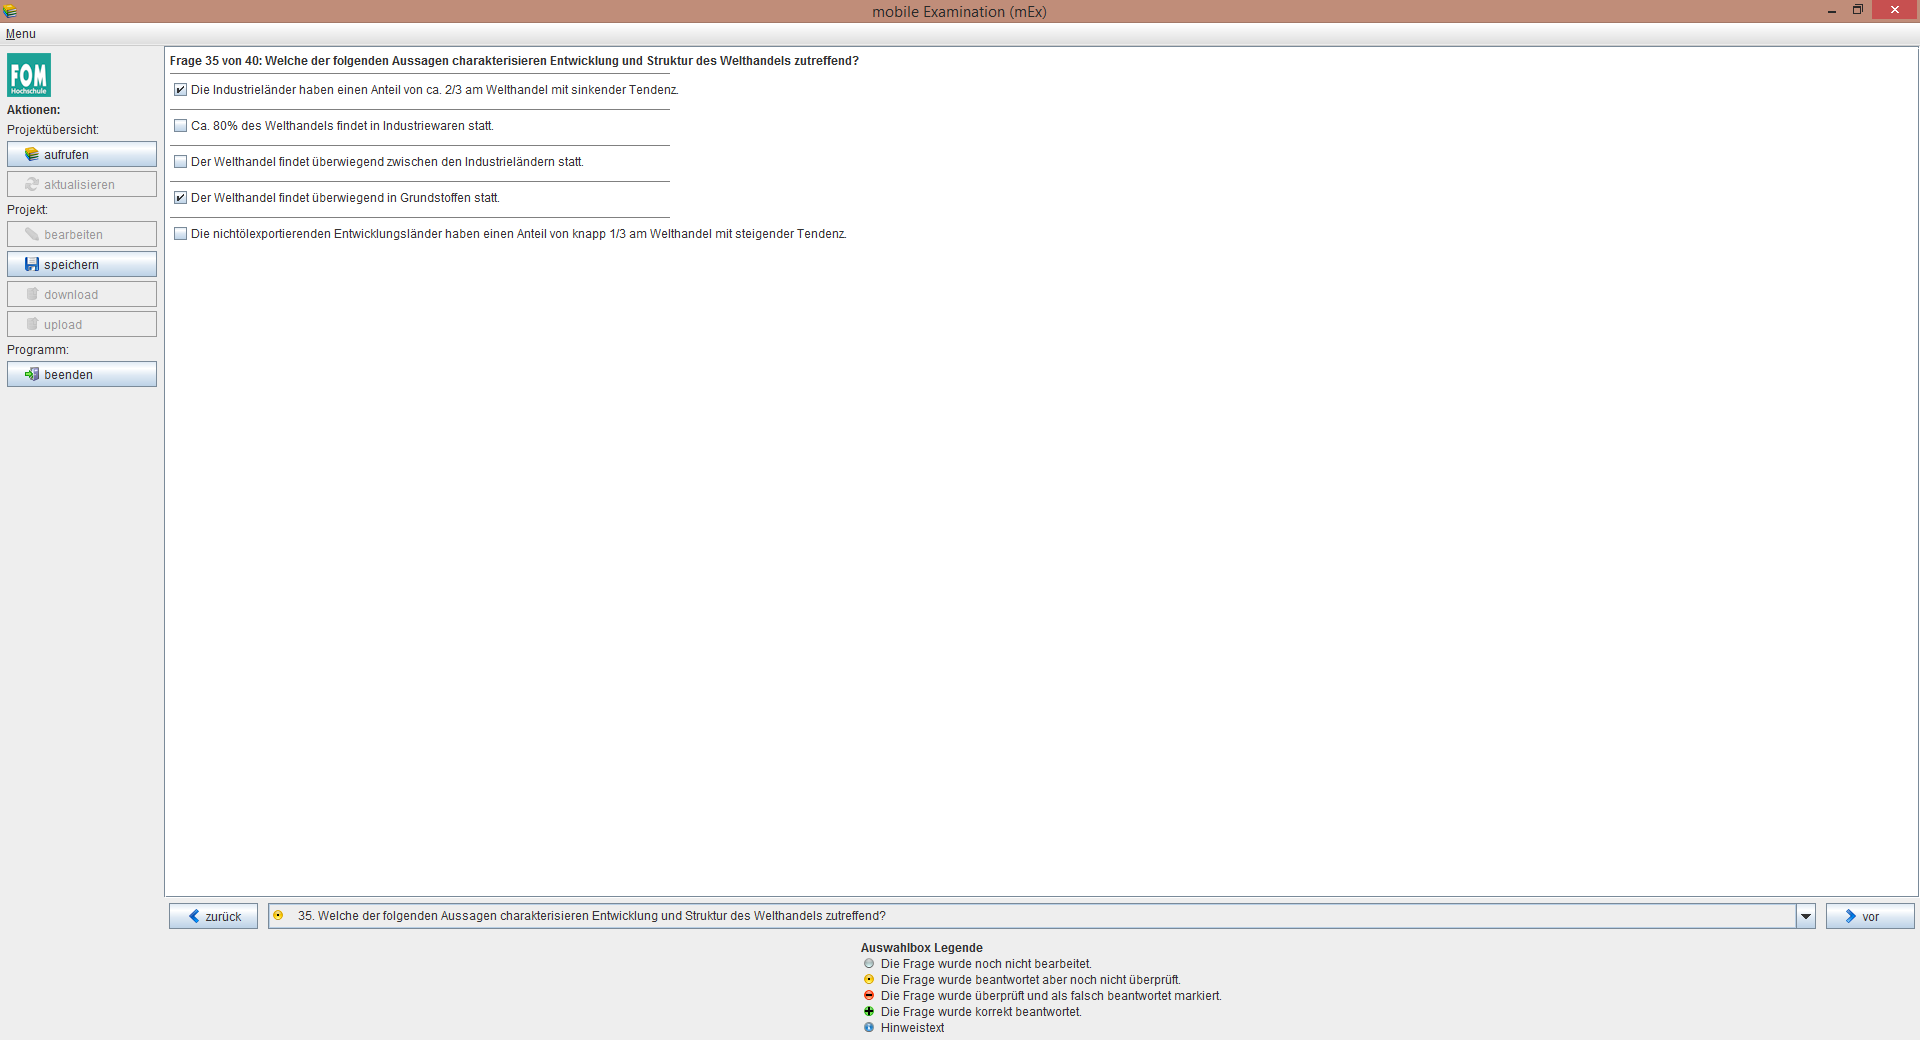 mobile Examination (mEx)
Menu
FOM
Hochschule
Aktionen:
Projektübersicht:
aufrufen
aktualisieren
Projekt:
bearbeiten
speichern
download
upload
Programm:
beenden
Frage 35 von 40: Welche der folgenden Aussagen charakterisieren Entwicklung und Struktur des Welthandels zutreffend?
Die Industrieländer haben einen Anteil von ca. 2/3 am Welthandel mit sinkender Tendenz.
Ca. 80% des Welthandels findet in Industriewaren statt.
Der Welthandel findet überwiegend zwischen den Industrieländern statt.
Der Welthandel findet überwiegend in Grundstoffen statt.
Die nichtölexportierenden Entwicklungsländer haben einen Anteil von knapp 1/3 am Welthandel mit steigender Tendenz.
zurück
35. Welche der folgenden Aussagen charakterisieren Entwicklung und Struktur des Welthandels zutreffend?
vor
Auswahlbox Legende
Die Frage wurde noch nicht bearbeitet.
Die Frage wurde beantwortet aber noch nicht überprüft.
Die Frage wurde überprüft und als falsch beantwortet markiert.
Die Frage wurde korrekt beantwortet.
Hinweistext